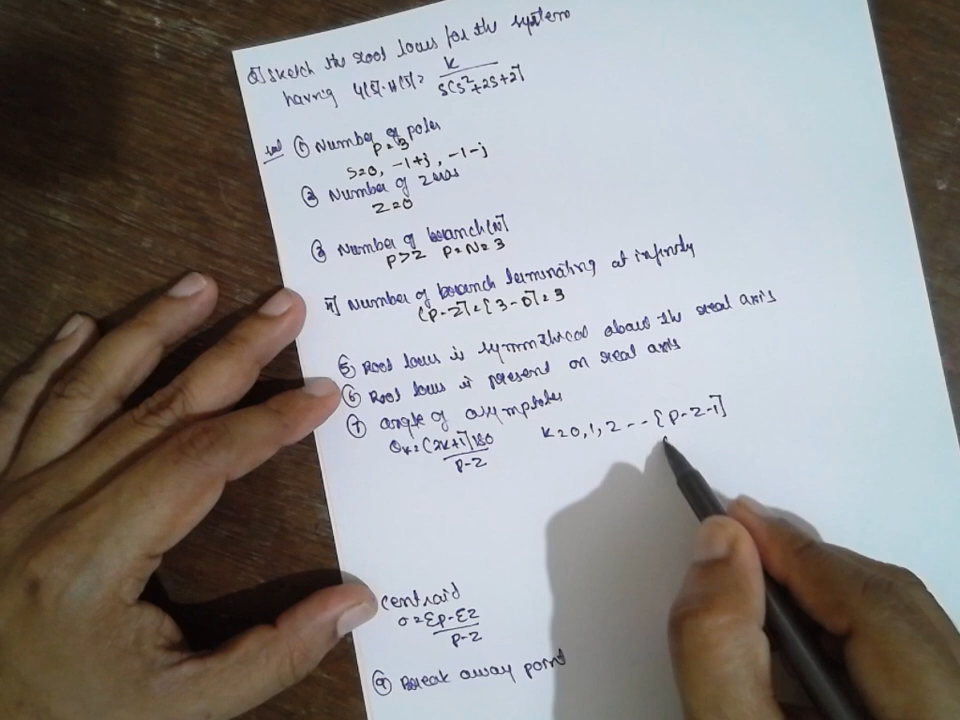 Q] Sketch the root locus for the system
having G(s).H(s) = K / s(s²+2s+2)
sol ① Number of poles
P = 3
s=0, -1+j, -1-j
② Number of zeros
Z=0
③ Number of branch (N)
P>Z P=N=3
4] Number of branch terminating at infinity
(P-Z) = (3-0) = 3
⑤ Root locus is symmetrical about the real axis
⑥ Root locus is present on real axis
⑦ angle of asymptotes
θk = (2k+1)180 / P-Z k=0,1,2 -- (P-Z-1)
Centroid
σ = ΣP-ΣZ / P-Z
⑨ Break away point